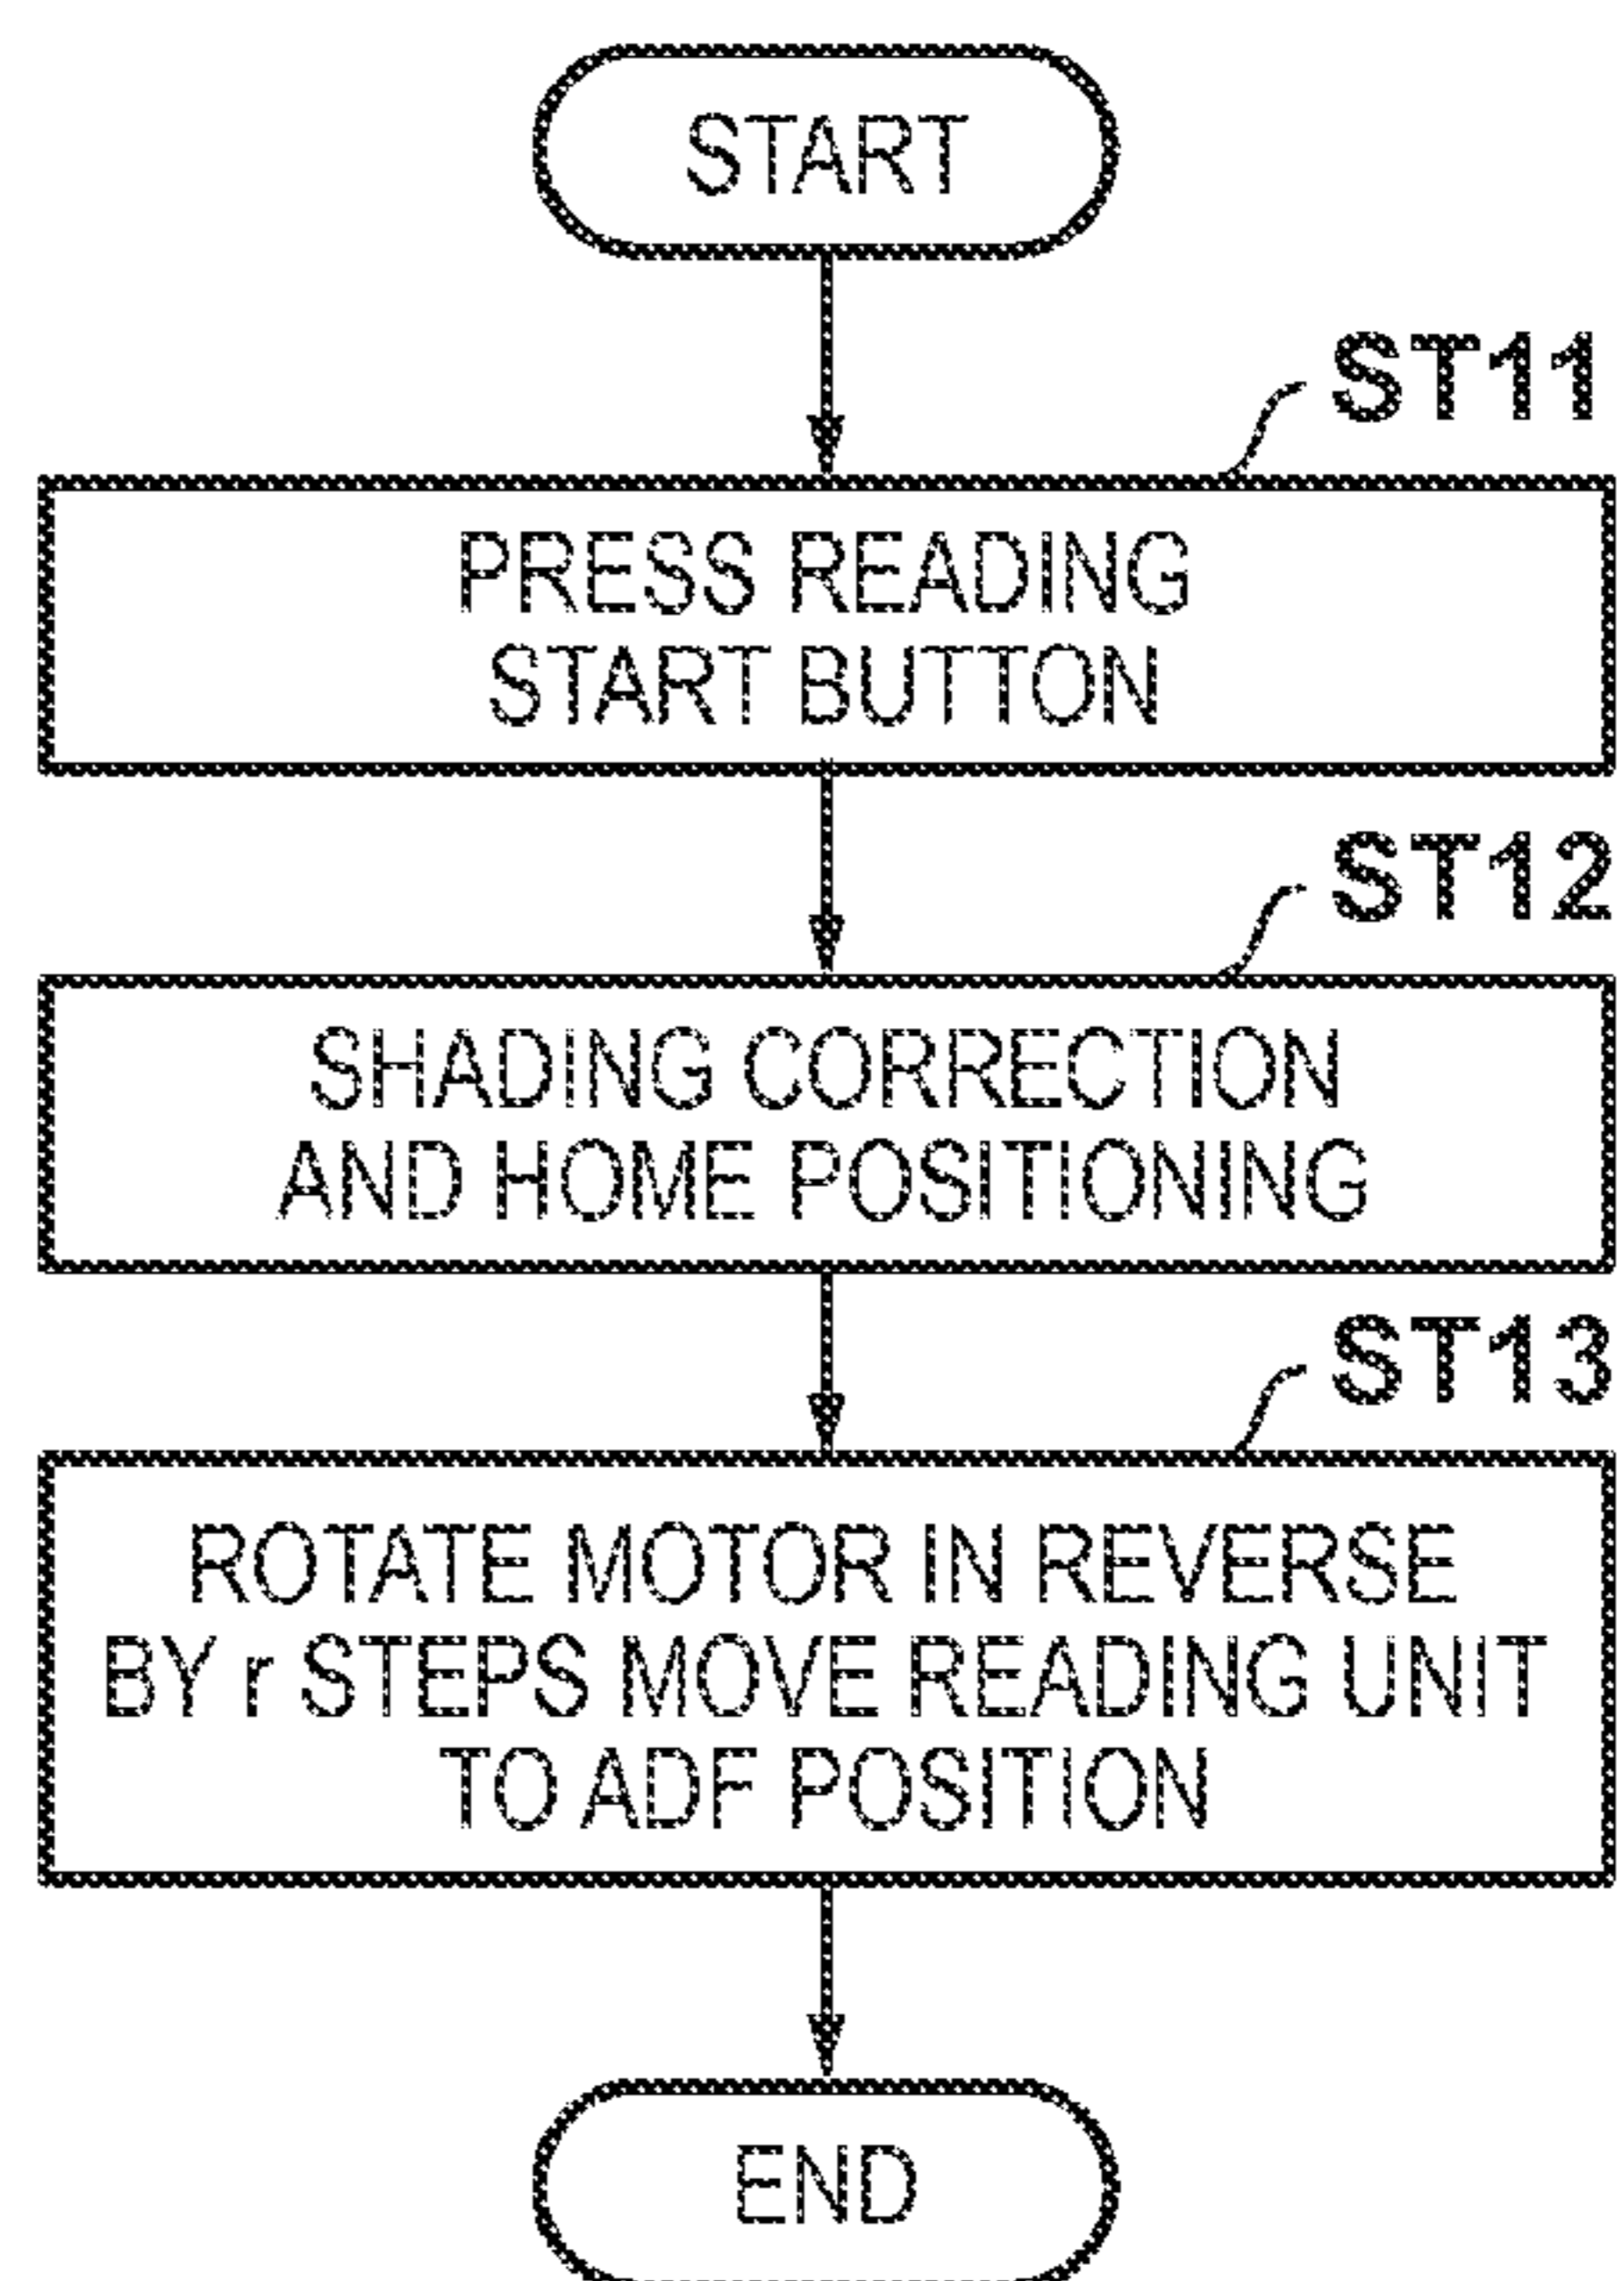 START
ST11
PRESS READING
START BUTTON
ST12
SHADING CORRECTION
AND HOME POSITIONING
ST13
ROTATE MOTOR IN REVERSE
BY r STEPS MOVE READING UNIT
TO ADF POSITION
END